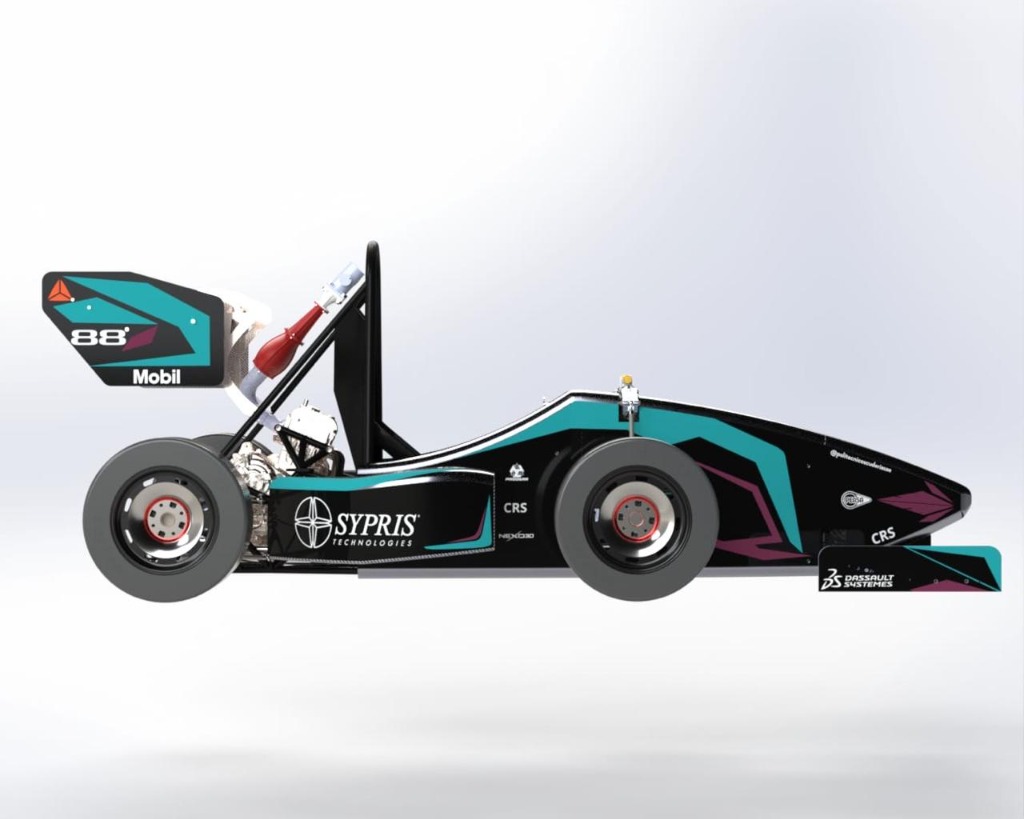 88°
Mobil
SYPRIS
TECHNOLOGIES
CRS
CRS
DASSAULT
SYSTEMES